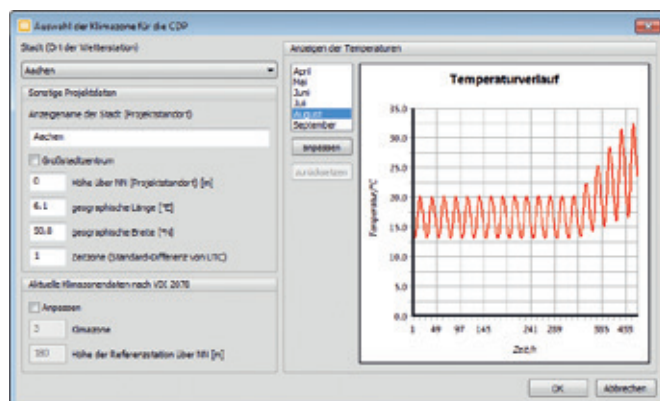 Auswahl der Klimazone für die CDP
Stadt (Ort der Wetterstation)
Aachen
Sonstige Projektdaten
Anzeigename der Stadt (Projektstandort)
Aachen
Großstadtzentrum
0 Höhe über NN (Projektstandort) [m]
6.1 geographische Länge [°E]
50.8 geographische Breite [°N]
1 Zeitzone (Standard-Differenz von UTC)
Aktuelle Klimazonendaten nach VDI 2078
Anpassen
3 Klimazone
180 Höhe der Referenzstation über NN [m]
Anzeigen der Temperaturen
April
Mai
Juni
Juli
August
September
anpassen
zurücksetzen
Temperaturverlauf
Temperatur/°C
35.0
30.0
25.0
20.0
15.0
10.0
5.0
0.0
1 49 97 145 241 289 385 433
Zeit/h
OK Abbrechen